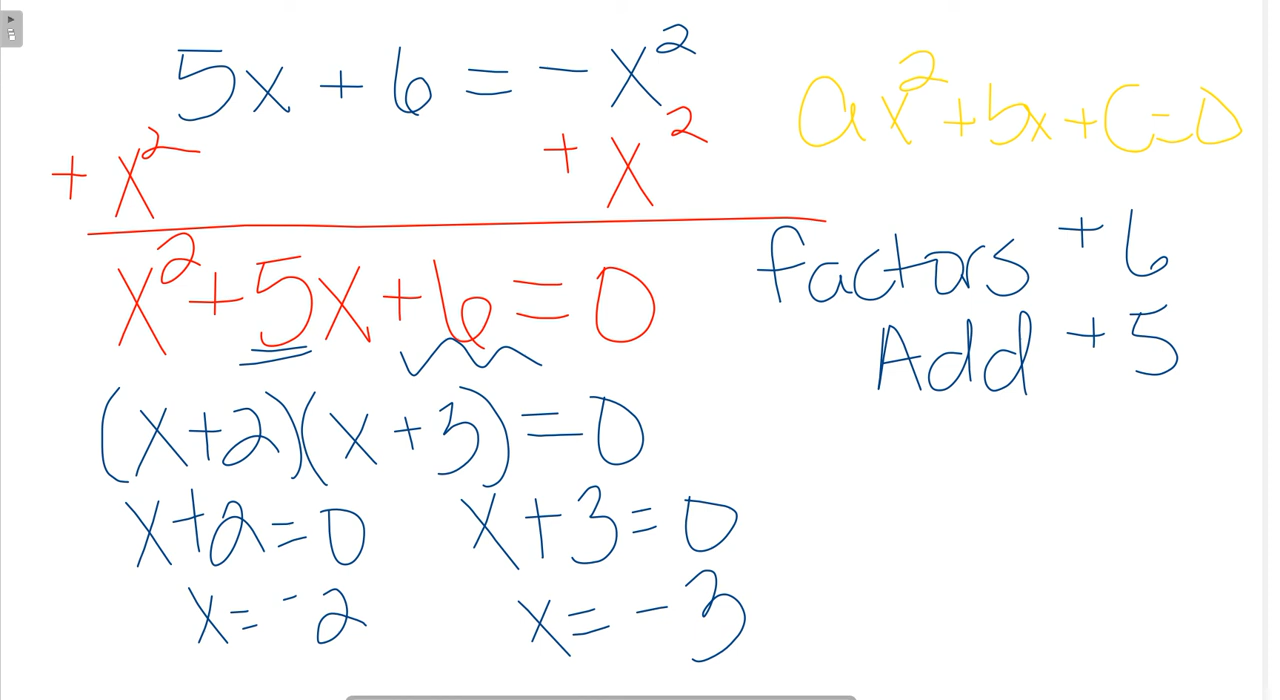 5x + 6 = -x²
+ x² + x²
x² + 5x + 6 = 0
(x+2)(x+3) = 0
x+2=0 x+3=0
x= -2 x= -3
ax² + bx + C = 0
factors +6
Add +5